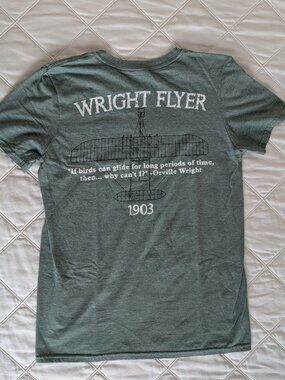 WRIGHT FLYER
"If birds can glide for long periods of time,
then... why can't I?" -Orville Wright
1903